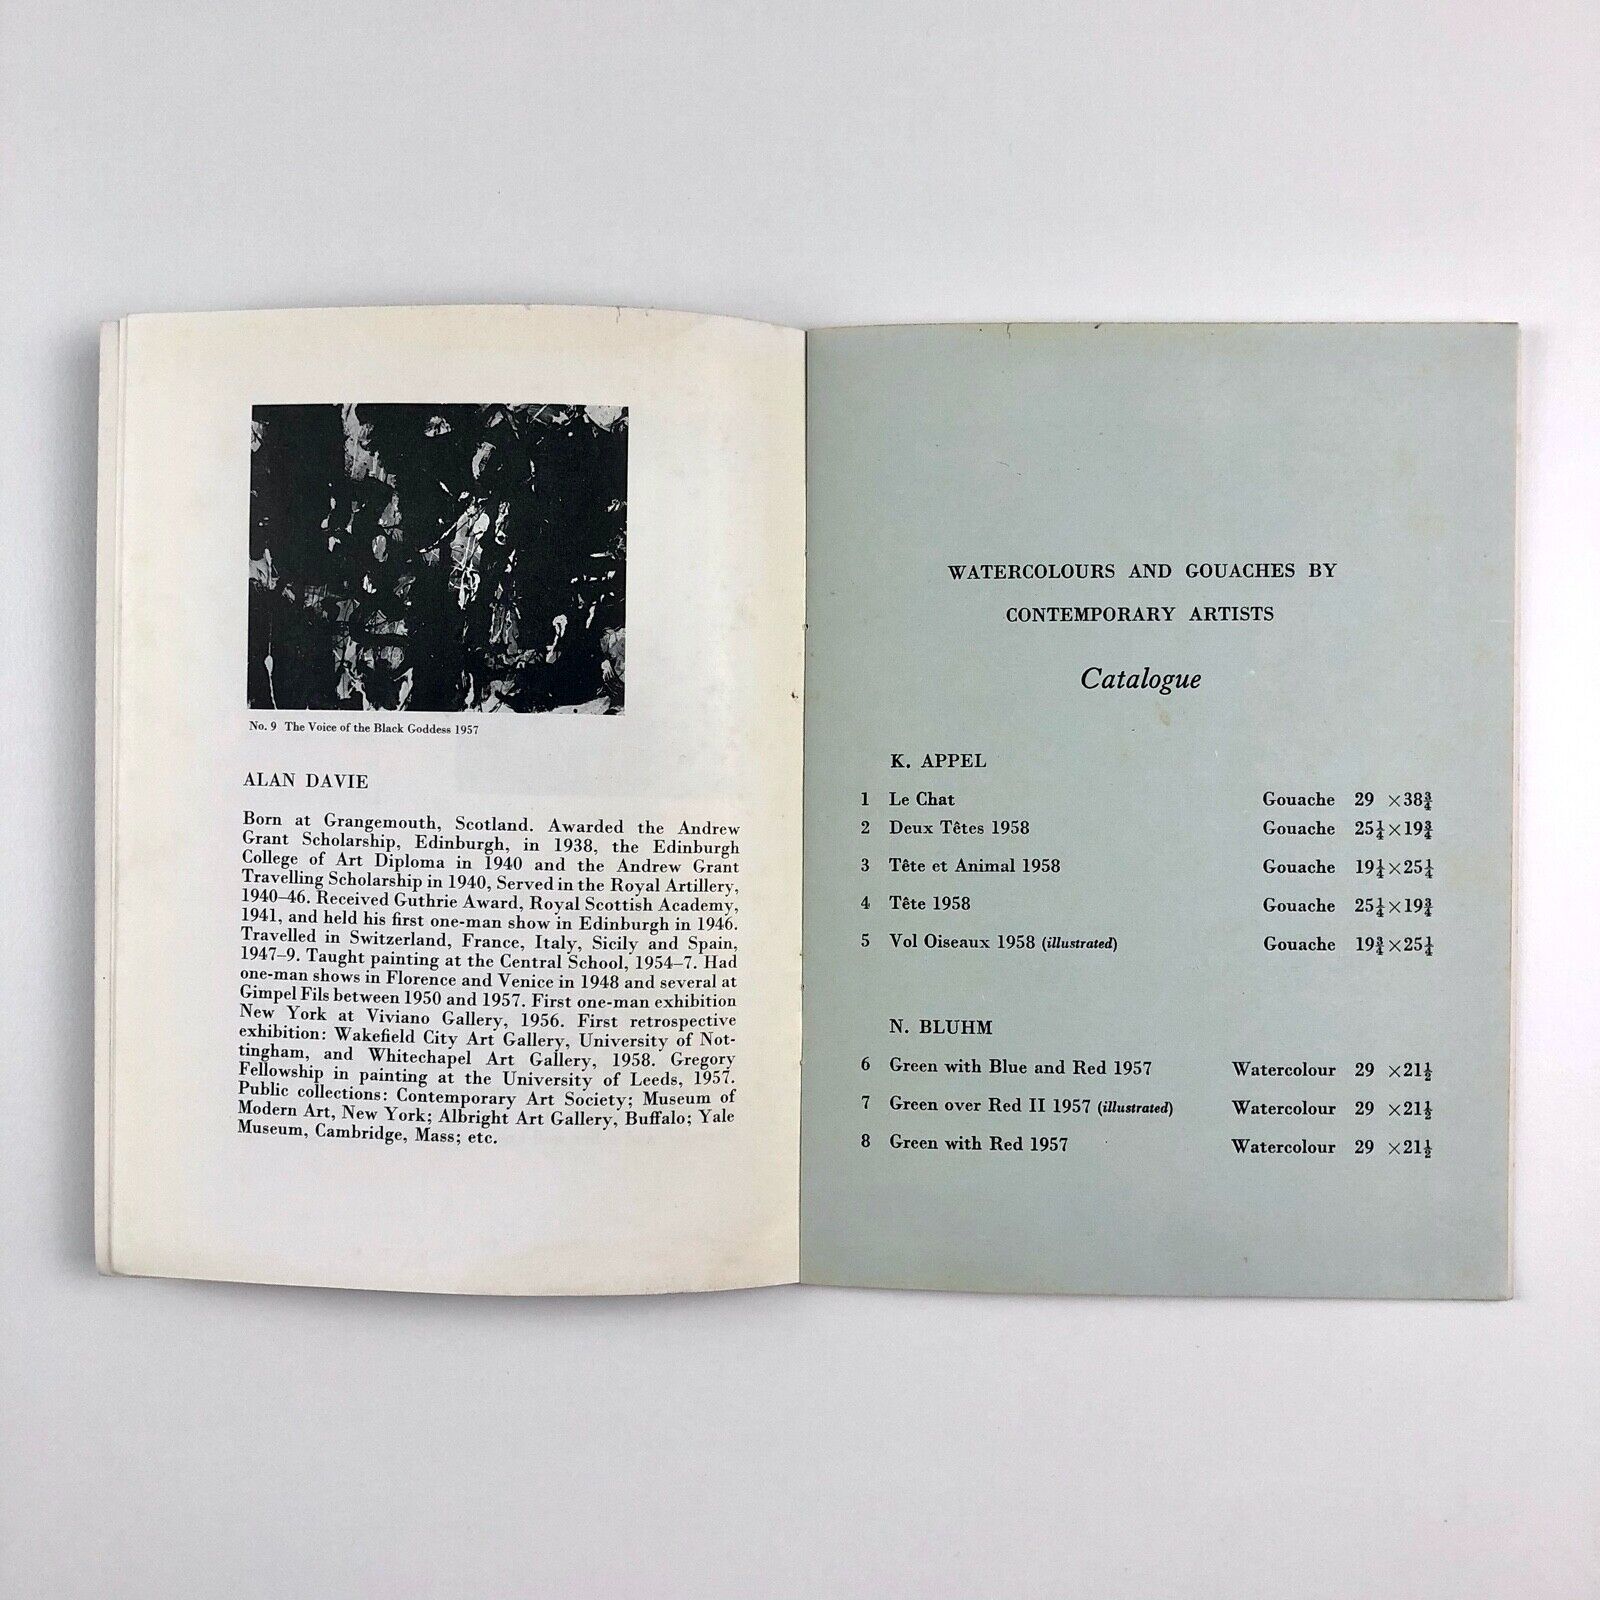 No. 9 The Voice of the Black Goddess 1957
ALAN DAVIE
Born at Grangemouth, Scotland. Awarded the Andrew
Grant Scholarship, Edinburgh, in 1938, the Edinburgh
College of Art Diploma in 1940 and the Andrew Grant
Travelling Scholarship in 1940, Served in the Royal Artillery,
1940–46. Received Guthrie Award, Royal Scottish Academy,
1941, and held his first one-man show in Edinburgh in 1946.
Travelled in Switzerland, France, Italy, Sicily and Spain,
1947–9. Taught painting at the Central School, 1954–7. Had
one-man shows in Florence and Venice in 1948 and several at
Gimpel Fils between 1950 and 1957. First one-man exhibition
New York at Viviano Gallery, 1956. First retrospective
exhibition: Wakefield City Art Gallery, University of Not-
tingham, and Whitechapel Art Gallery, 1958. Gregory
Fellowship in painting at the University of Leeds, 1957.
Public collections: Contemporary Art Society; Museum of
Modern Art, New York; Albright Art Gallery, Buffalo; Yale
Museum, Cambridge, Mass; etc.
WATERCOLOURS AND GOUACHES BY
CONTEMPORARY ARTISTS
Catalogue
K. APPEL
1 Le Chat Gouache 29 ×38¾
2 Deux Têtes 1958 Gouache 25¼×19¾
3 Tête et Animal 1958 Gouache 19¼×25¼
4 Tête 1958 Gouache 25¼×19¾
5 Vol Oiseaux 1958 (illustrated) Gouache 19¾×25¼
N. BLUHM
6 Green with Blue and Red 1957 Watercolour 29 ×21½
7 Green over Red II 1957 (illustrated) Watercolour 29 ×21½
8 Green with Red 1957 Watercolour 29 ×21½